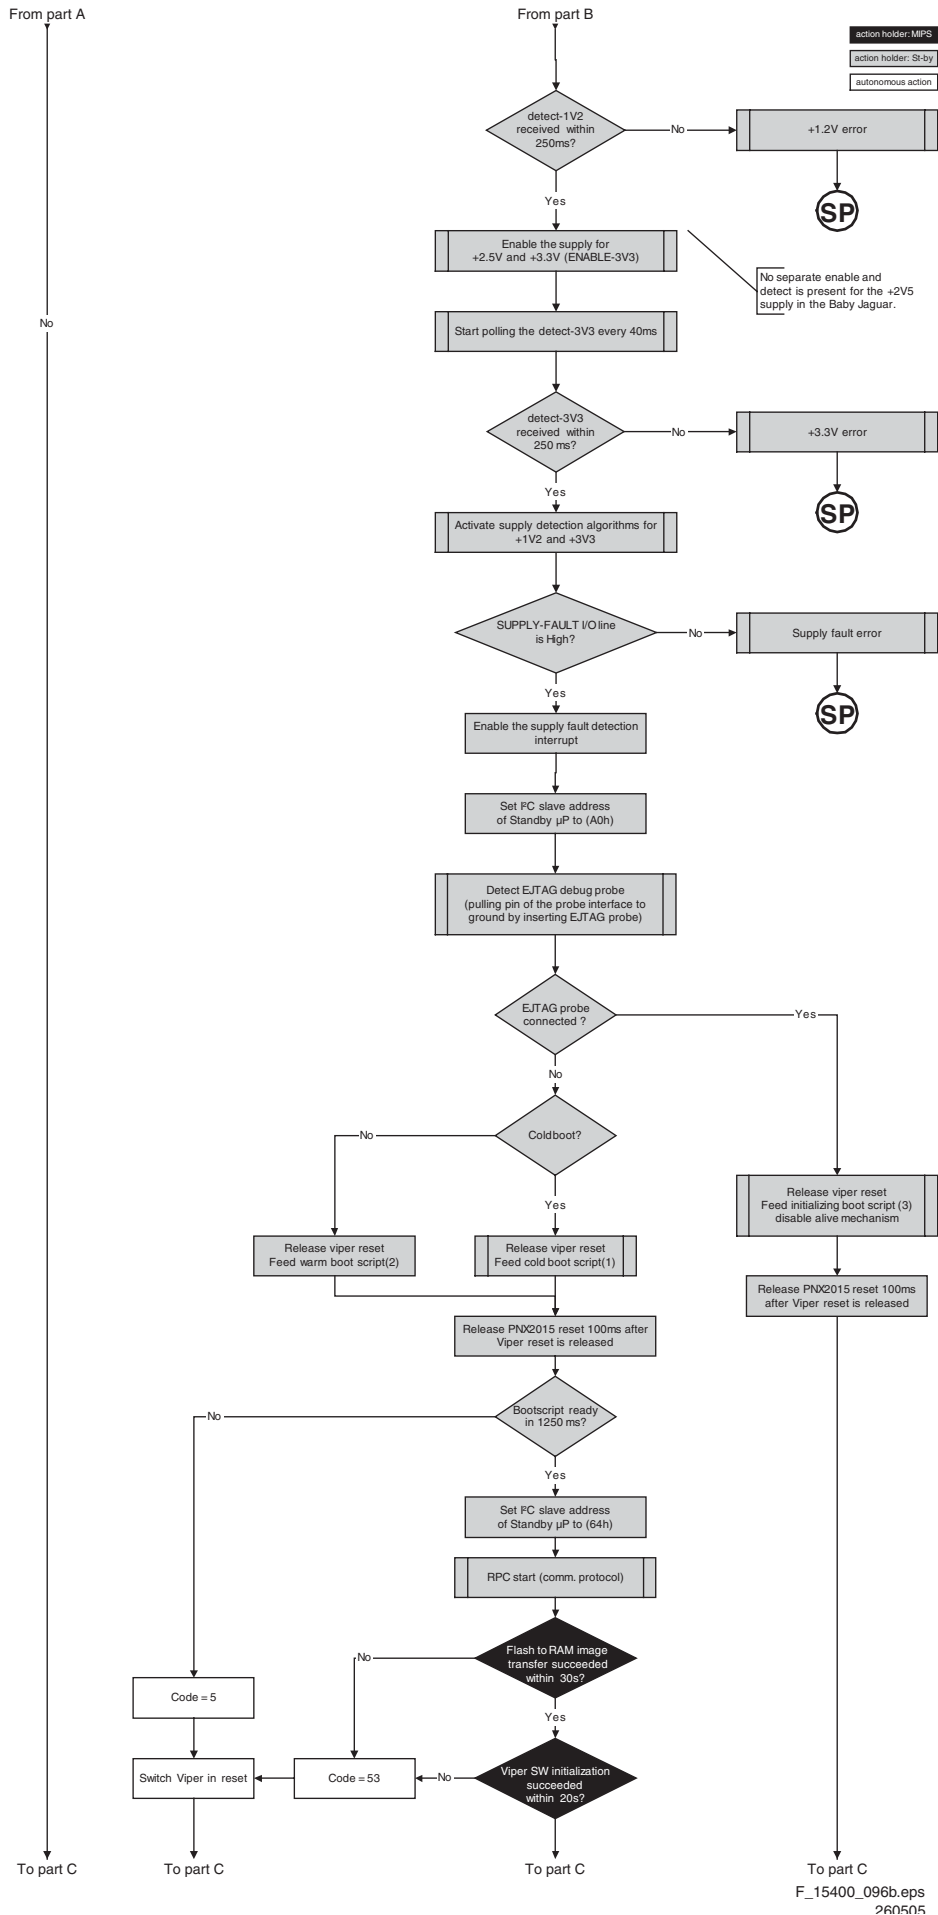 From part A
From part B
action holder: MIPS
action holder: St-by
autonomous action
detect-1V2
received within
250ms?
No
+1.2V error
SP
Yes
Enable the supply for
+2.5V and +3.3V (ENABLE-3V3)
No separate enable and
detect is present for the +2V5
supply in the Baby Jaguar.
No
Start polling the detect-3V3 every 40ms
detect-3V3
received within
250 ms?
No
+3.3V error
SP
Yes
Activate supply detection algorithms for
+1V2 and +3V3
SUPPLY-FAULT I/O line
is High?
No
Supply fault error
SP
Yes
Enable the supply fault detection
interrupt
Set I²C slave address
of Standby µP to (A0h)
Detect EJTAG debug probe
(pulling pin of the probe interface to
ground by inserting EJTAG probe)
EJTAG probe
connected ?
Yes
No
Cold boot?
No
Yes
Release viper reset
Feed initializing boot script (3)
disable alive mechanism
Release viper reset
Feed warm boot script(2)
Release viper reset
Feed cold boot script(1)
Release PNX2015 reset 100ms
after Viper reset is released
Release PNX2015 reset 100ms after
Viper reset is released
Bootscript ready
in 1250 ms?
No
Yes
Set I²C slave address
of Standby µP to (64h)
RPC start (comm. protocol)
Flash to RAM image
transfer succeeded
within 30s?
No
Code = 5
Yes
Switch Viper in reset
Code = 53
No
Viper SW initialization
succeeded
within 20s?
To part C
To part C
To part C
To part C
F_15400_096b.eps
260505